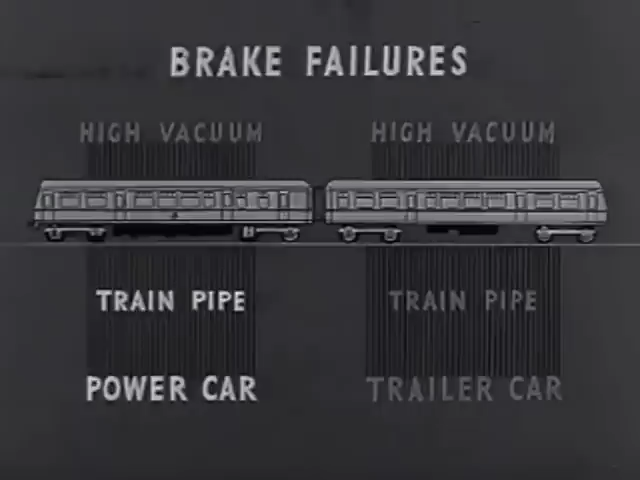 BRAKE FAILURES
HIGH VACUUM HIGH VACUUM
TRAIN PIPE TRAIN PIPE
POWER CAR TRAILER CAR